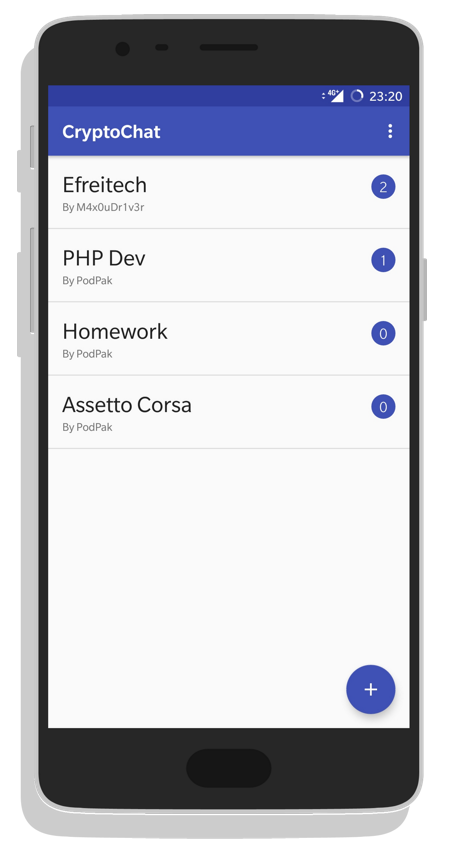 4G+ 23:20
CryptoChat
Efreitech 2
By M4x0uDr1v3r
PHP Dev 1
By PodPak
Homework 0
By PodPak
Assetto Corsa 0
By PodPak
+